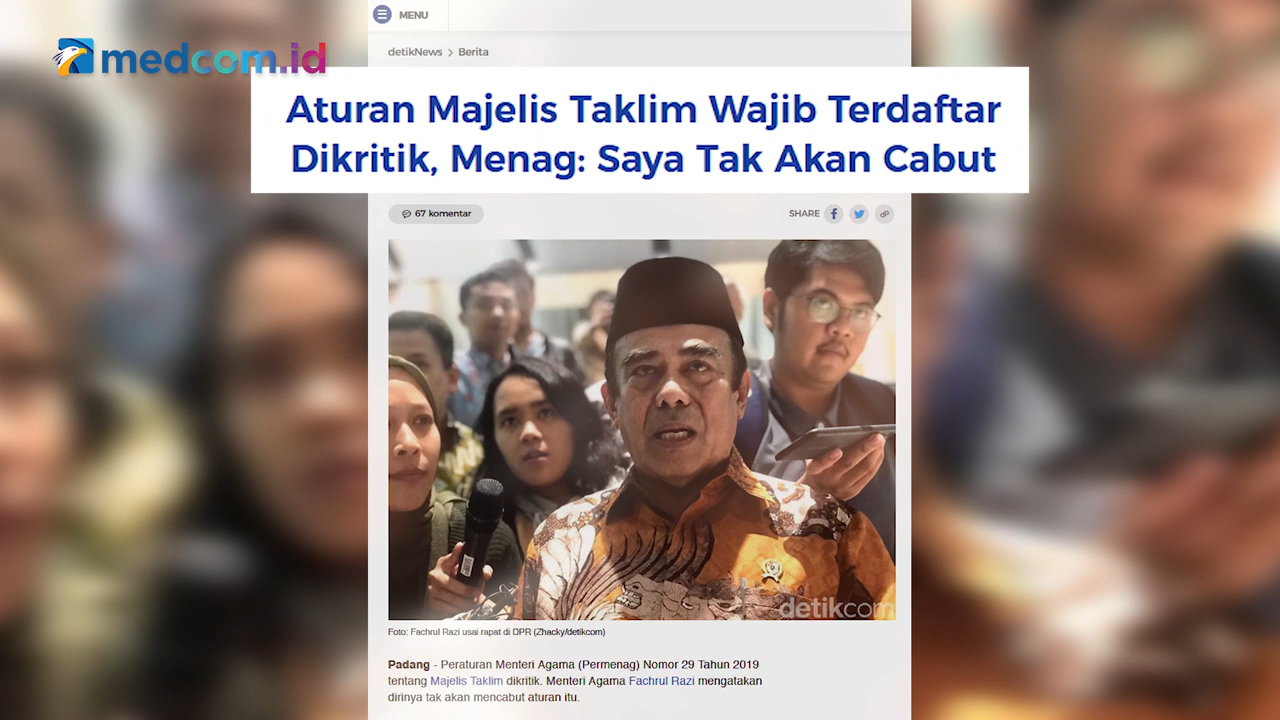 MENU
medcom.id
detikNews > Berita
Aturan Majelis Taklim Wajib Terdaftar
Dikritik, Menag: Saya Tak Akan Cabut
67 komentar
SHARE
detikcom
Foto: Fachrul Razi usai rapat di DPR (Zhacky/detikcom)
Padang - Peraturan Menteri Agama (Permenag) Nomor 29 Tahun 2019
tentang Majelis Taklim dikritik. Menteri Agama Fachrul Razi mengatakan
dirinya tak akan mencabut aturan itu.